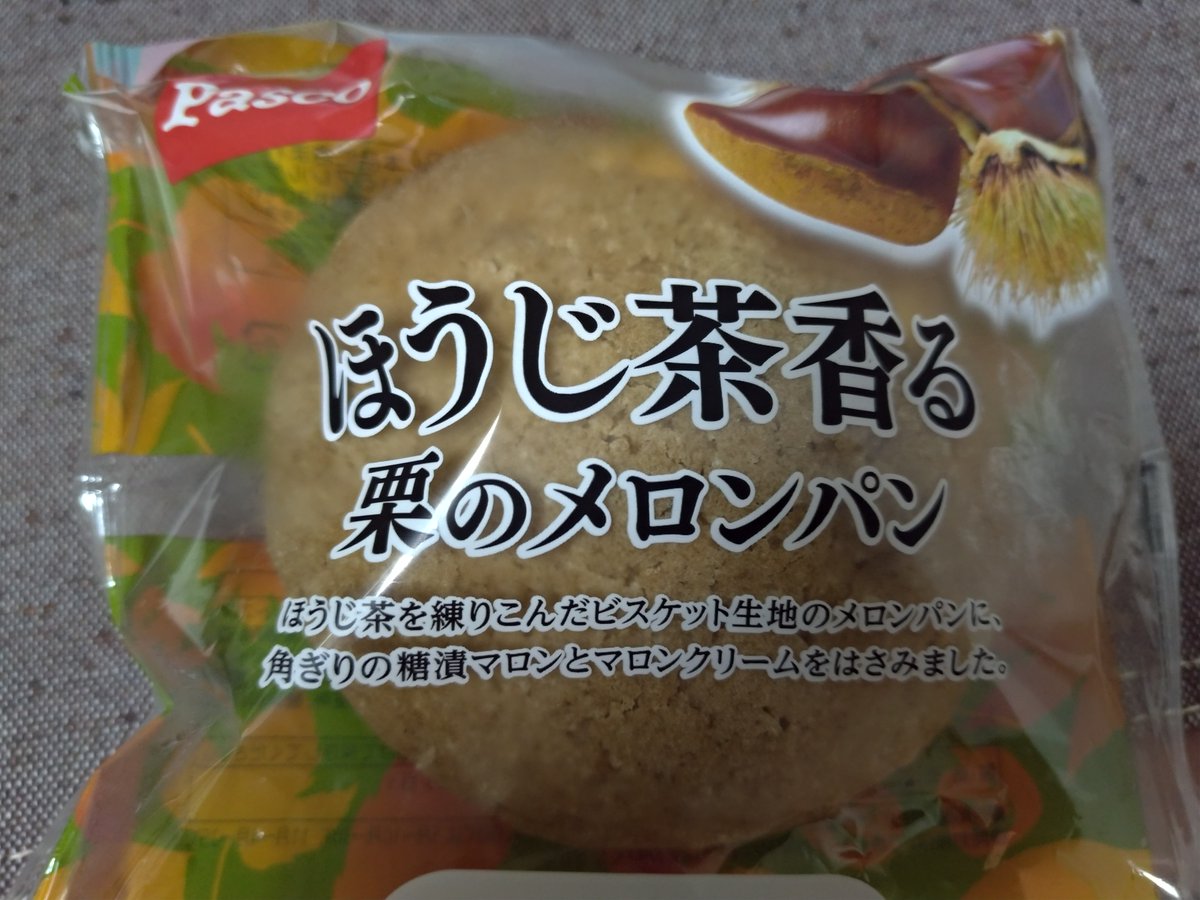 Pasco
ほうじ茶香る
栗のメロンパン
ほうじ茶を練りこんだビスケット生地のメロンパンに、
角ぎりの糖漬マロンとマロンクリームをはさみました。